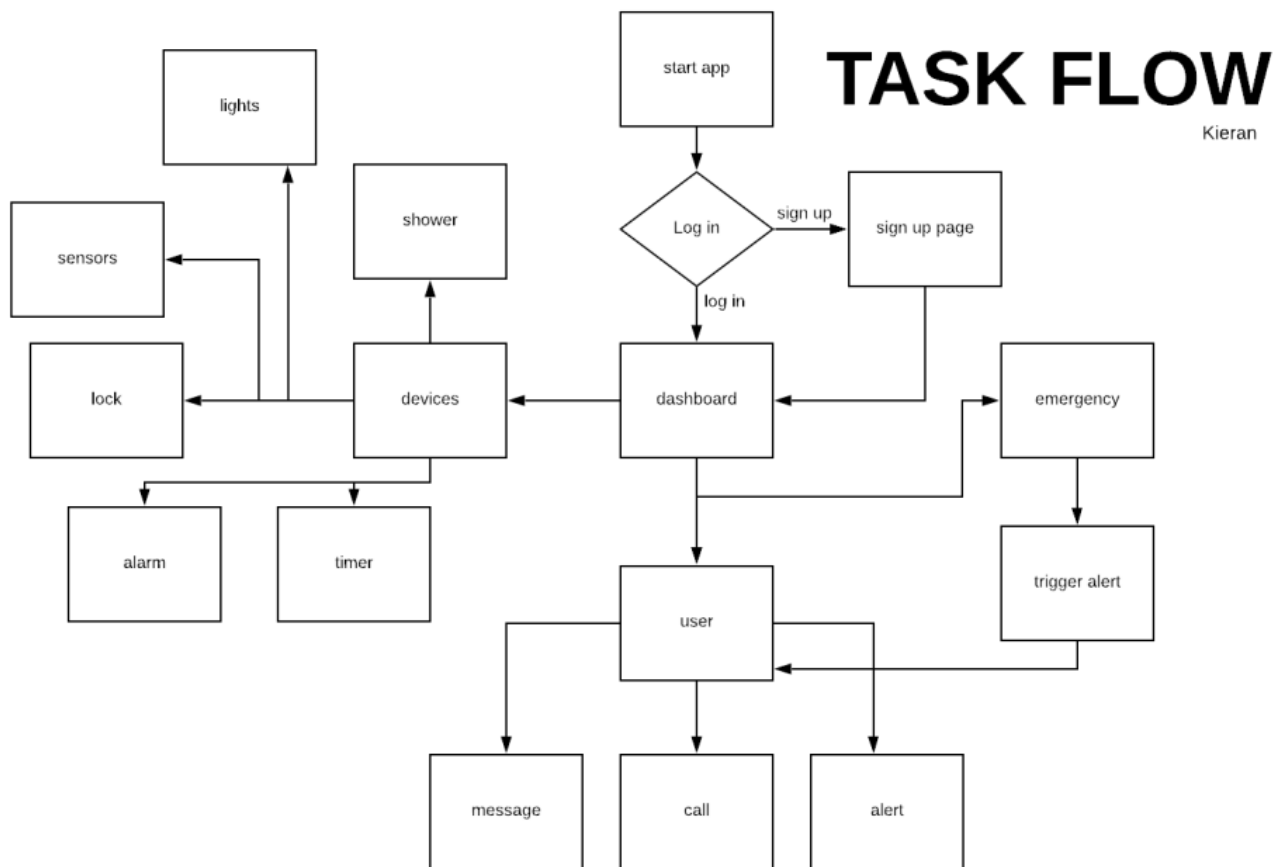 start app
TASK FLOW
Kieran
lights
shower
Log in
sign up
sign up page
sensors
log in
lock
devices
dashboard
emergency
alarm
timer
trigger alert
user
message
call
alert